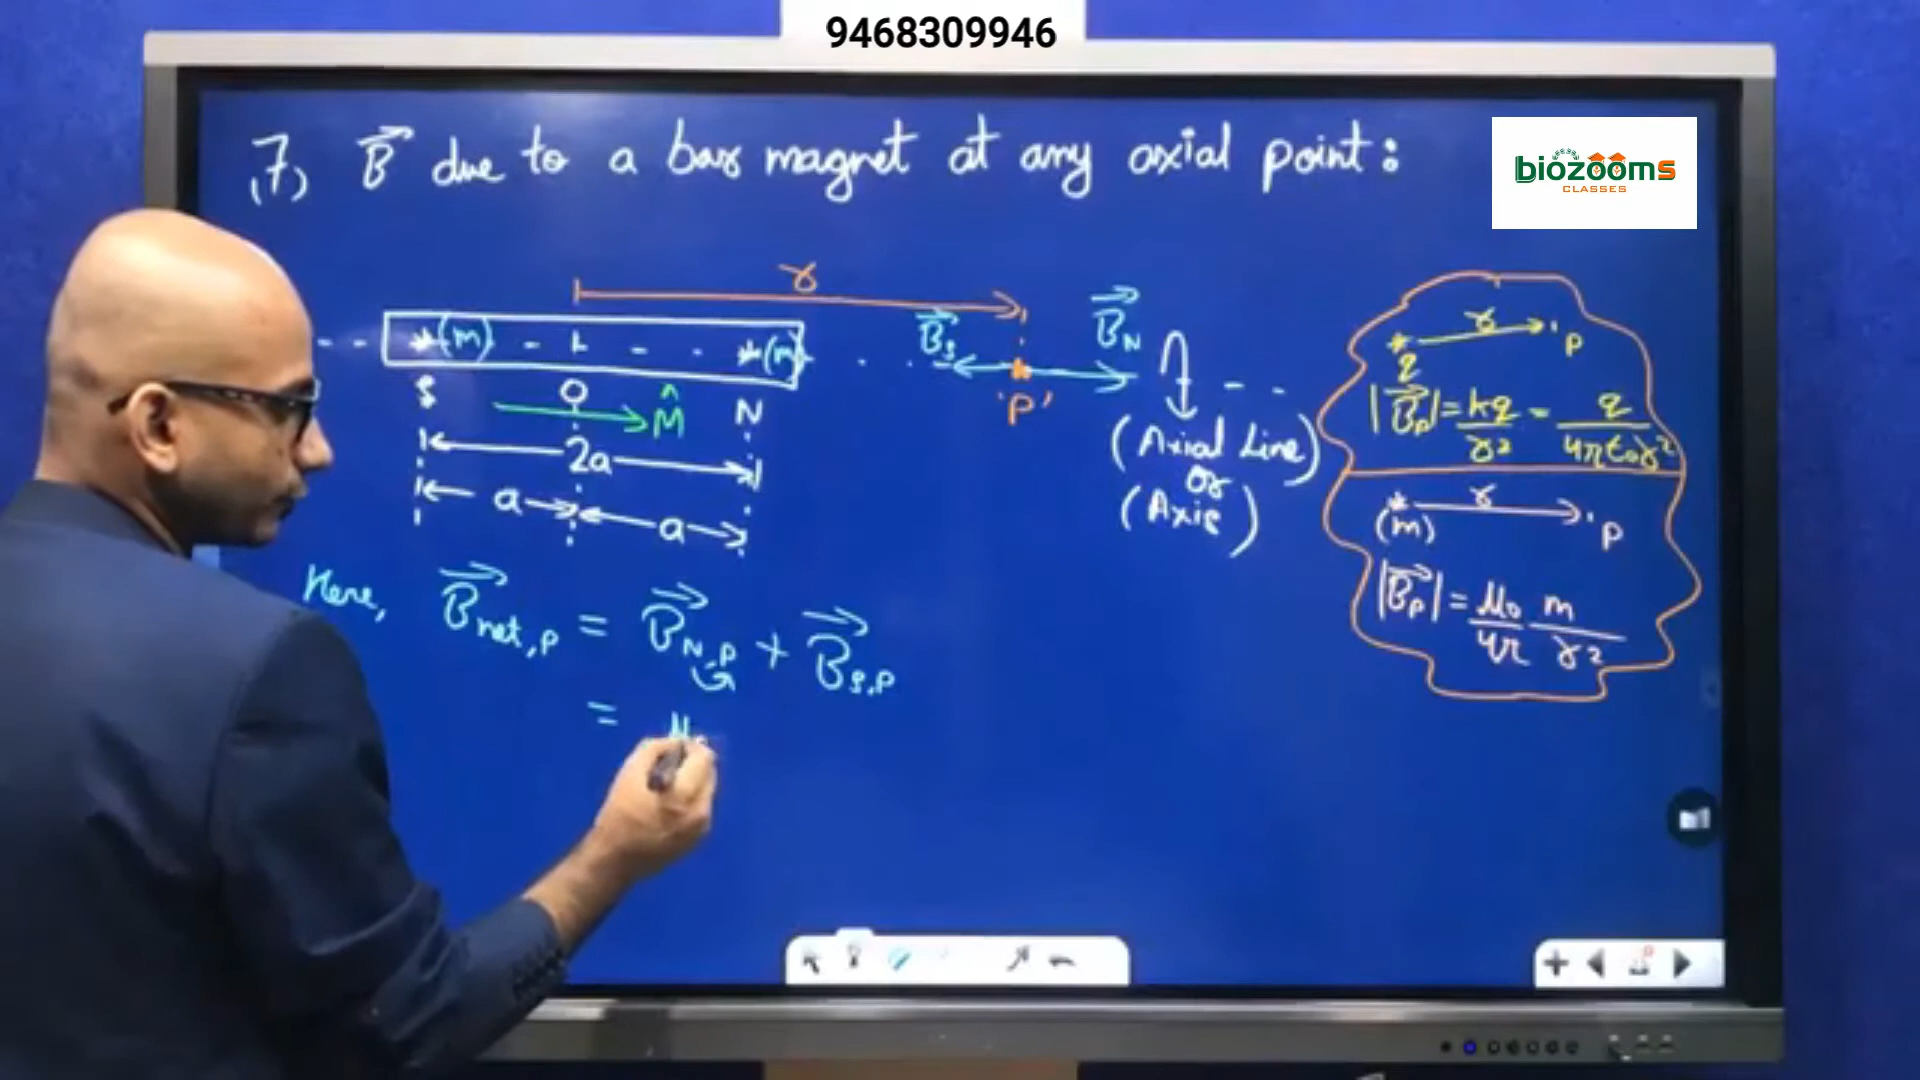 9468309946
(7) B due to a bar magnet at any axial point:
biozooms
CLASSES
r
(m) (m)
B_S B_N
S O N
M̂
'P'
2a
a a
(Axial Line)
or
(Axis)
r
q P
|B_P| = kq/r² = q/4πε₀r²
r
(m) P
|B_P| = μ₀/4π m/r²
Here, B_net,P = B_N,P + B_S,P
= μ₀